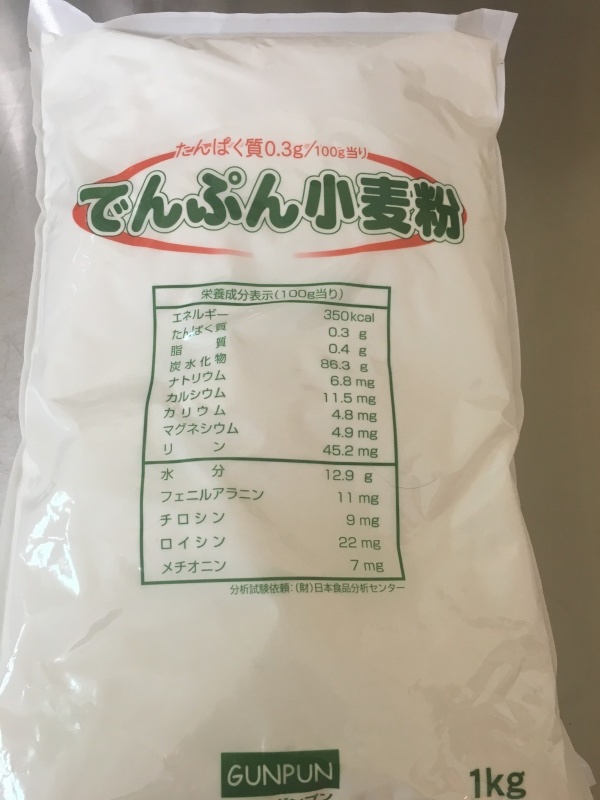 たんぱく質0.3g/100g当り
でんぷん小麦粉
栄養成分表示(100g当り)
エネルギー 350kcal
たんぱく質 0.3 g
脂 質 0.4 g
炭水化物 86.3 g
ナトリウム 6.8 mg
カルシウム 11.5 mg
カリウム 4.8 mg
マグネシウム 4.9 mg
リン 45.2 mg
水 分 12.9 g
フェニルアラニン 11 mg
チロシン 9 mg
ロイシン 22 mg
メチオニン 7 mg
分析試験依頼:(財)日本食品分析センター
GUNPUN
1kg